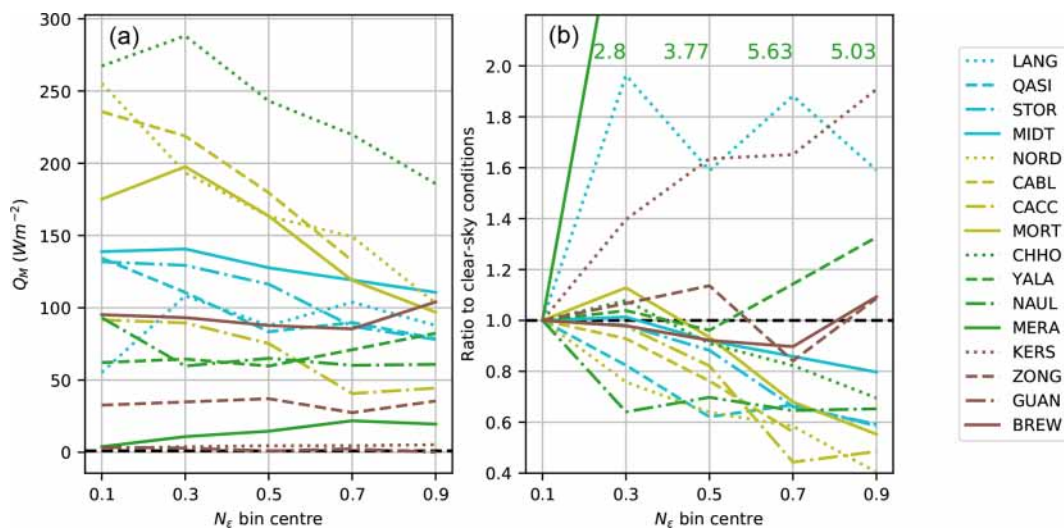 (a)
300
250
200
150
100
50
0
Q_M (Wm^{-2})
0.1 0.3 0.5 0.7 0.9
N_ε bin centre
(b)
2.8 3.77 5.63 5.03
2.0
1.8
1.6
1.4
1.2
1.0
0.8
0.6
0.4
Ratio to clear-sky conditions
0.1 0.3 0.5 0.7 0.9
N_ε bin centre
LANG
QASI
STOR
MIDT
NORD
CABL
CACC
MORT
CHHO
YALA
NAUL
MERA
KERS
ZONG
GUAN
BREW